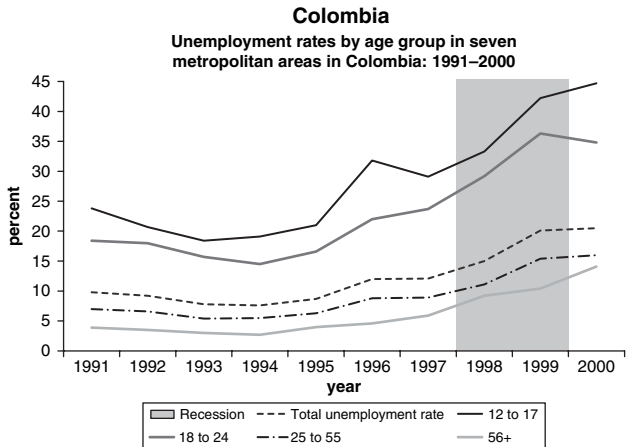 Colombia
Unemployment rates by age group in seven
metropolitan areas in Colombia: 1991–2000
45
40
35
30
25
20
15
10
5
0
percent
1991 1992 1993 1994 1995 1996 1997 1998 1999 2000
year
Recession Total unemployment rate 12 to 17
18 to 24 25 to 55 56+